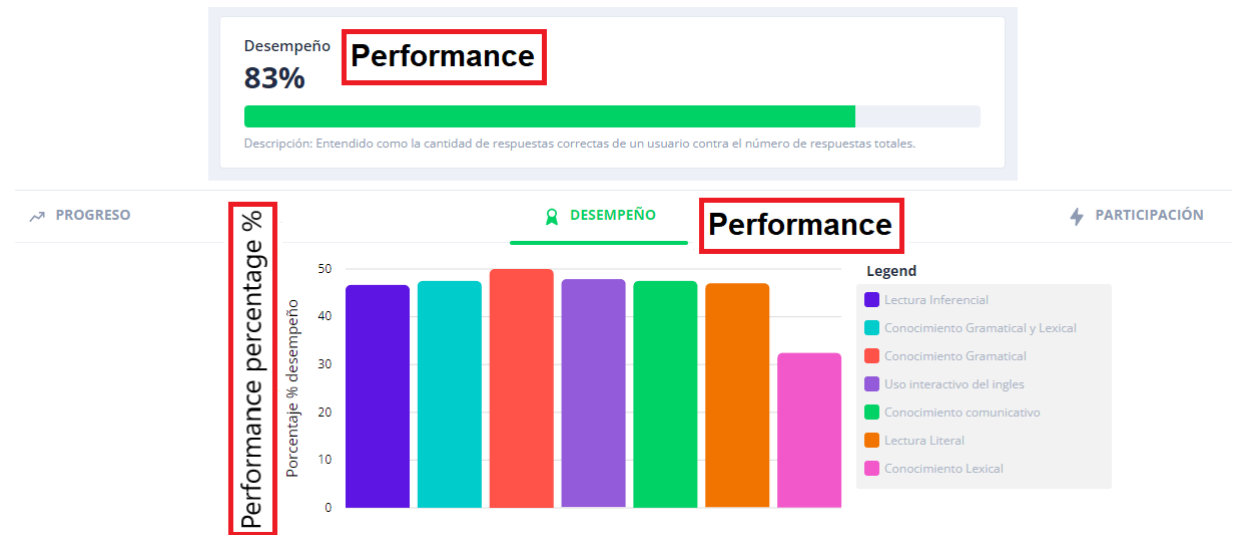 Desempeño
Performance
83%
Descripción: Entendido como la cantidad de respuestas correctas de un usuario contra el número de respuestas totales.
PROGRESO
DESEMPEÑO
Performance
PARTICIPACIÓN
Performance percentage %
Porcentaje % desempeño
50
40
30
20
10
0
Legend
Lectura Inferencial
Conocimiento Gramatical y Lexical
Conocimiento Gramatical
Uso interactivo del ingles
Conocimiento comunicativo
Lectura Literal
Conocimiento Lexical